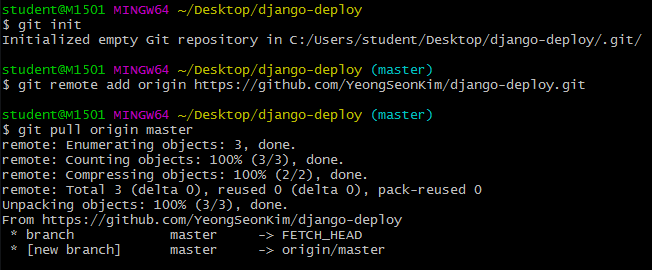 student@M1501 MINGW64 ~/Desktop/django-deploy
$ git init
Initialized empty Git repository in C:/Users/student/Desktop/django-deploy/.git/
student@M1501 MINGW64 ~/Desktop/django-deploy (master)
$ git remote add origin https://github.com/YeongSeonKim/django-deploy.git
student@M1501 MINGW64 ~/Desktop/django-deploy (master)
$ git pull origin master
remote: Enumerating objects: 3, done.
remote: Counting objects: 100% (3/3), done.
remote: Compressing objects: 100% (2/2), done.
remote: Total 3 (delta 0), reused 0 (delta 0), pack-reused 0
Unpacking objects: 100% (3/3), done.
From https://github.com/YeongSeonKim/django-deploy
 * branch            master     -> FETCH_HEAD
 * [new branch]      master     -> origin/master